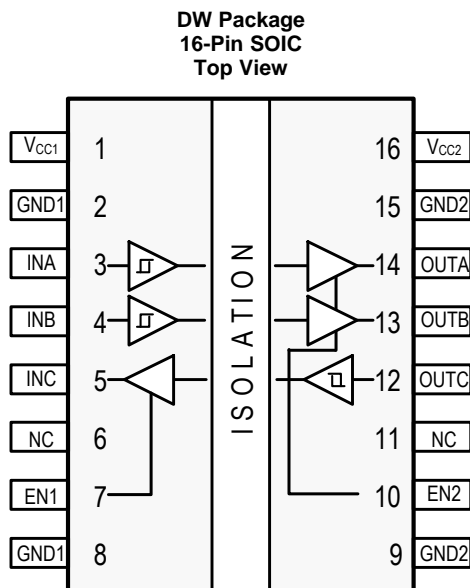 DW Package
16-Pin SOIC
Top View
VCC1 1 16 VCC2
GND1 2 15 GND2
INA 3 14 OUTA
INB 4 13 OUTB
INC 5 12 OUTC
NC 6 11 NC
EN1 7 10 EN2
GND1 8 9 GND2
ISOLATION